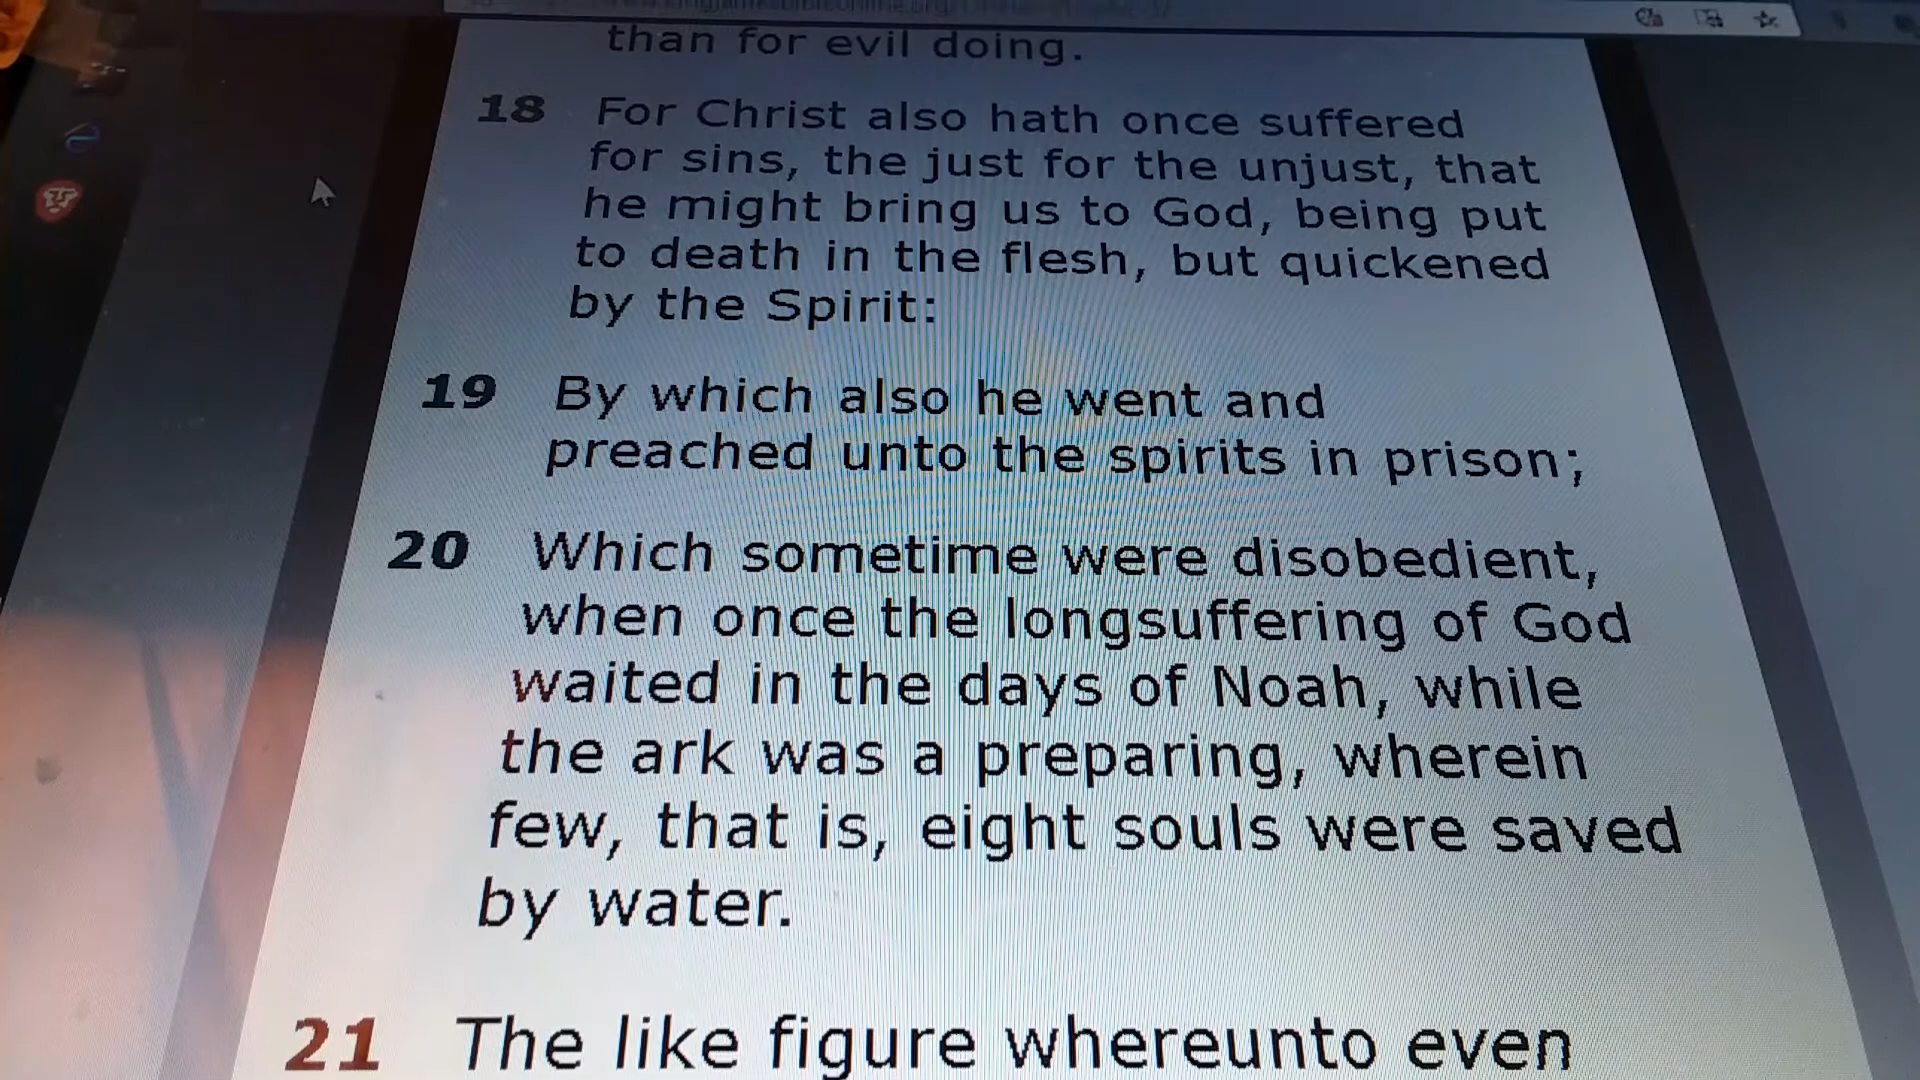 than for evil doing.
18 For Christ also hath once suffered
for sins, the just for the unjust, that
he might bring us to God, being put
to death in the flesh, but quickened
by the Spirit:
19 By which also he went and
preached unto the spirits in prison;
20 Which sometime were disobedient,
when once the longsuffering of God
waited in the days of Noah, while
the ark was a preparing, wherein
few, that is, eight souls were saved
by water.
21 The like figure whereunto even